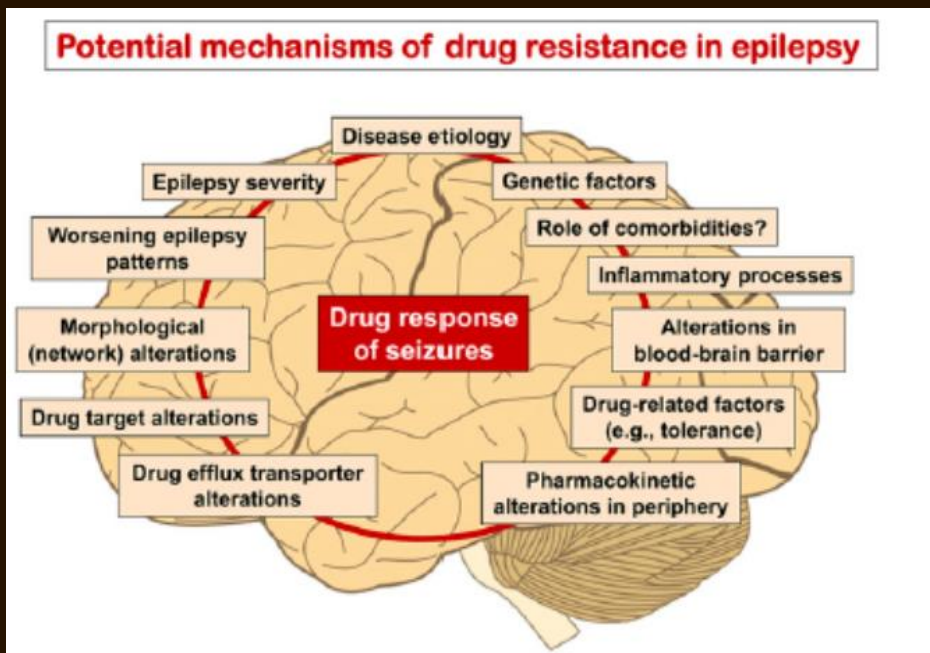 Potential mechanisms of drug resistance in epilepsy
Disease etiology
Epilepsy severity
Genetic factors
Worsening epilepsy
patterns
Role of comorbidities?
Inflammatory processes
Morphological
(network) alterations
Drug response
of seizures
Alterations in
blood-brain barrier
Drug target alterations
Drug-related factors
(e.g., tolerance)
Drug efflux transporter
alterations
Pharmacokinetic
alterations in periphery